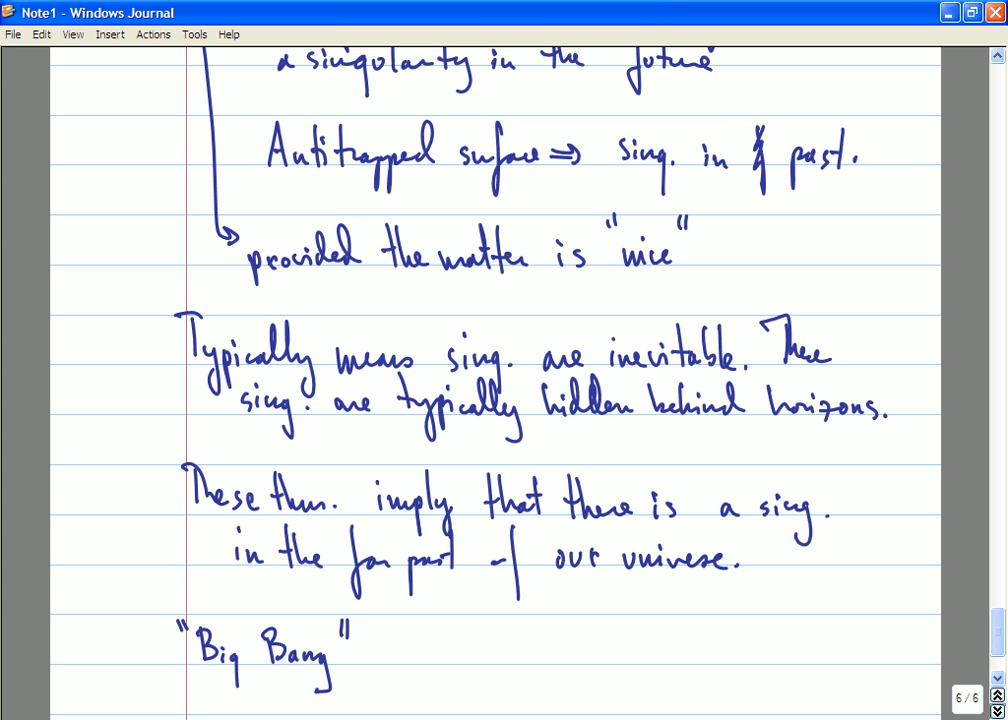 Note1 - Windows Journal
File Edit View Insert Actions Tools Help
a singularity in the future
Antitrapped surface ⇒ sing. in past.
provided the matter is "nice"
Typically means sing. are inevitable. These
sing. are typically hidden behind horizons.
These thm. imply that there is a sing.
in the far past of our universe.
"Big Bang"
6/6